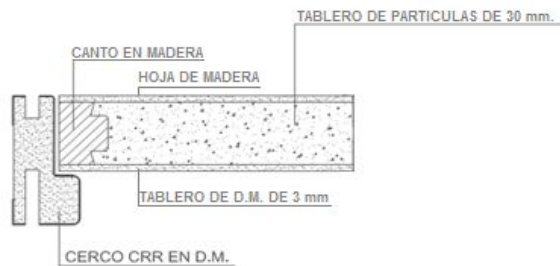 TABLERO DE PARTICULAS DE 30 mm.
CANTO EN MADERA
HOJA DE MADERA
TABLERO DE D.M. DE 3 mm
CERCO CRR EN D.M.